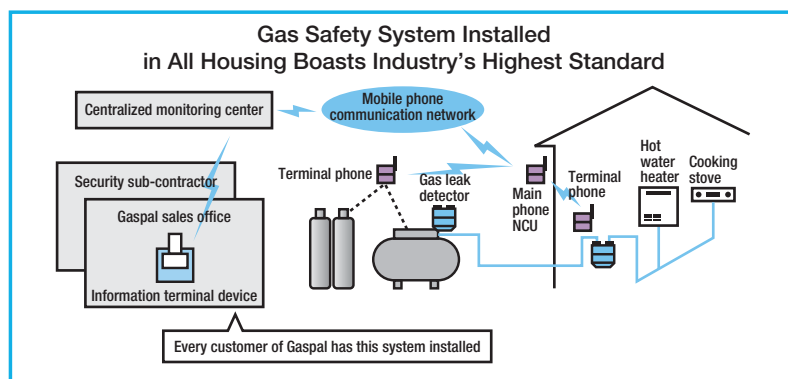 Gas Safety System Installed
in All Housing Boasts Industry's Highest Standard
Centralized monitoring center
Mobile phone
communication network
Security sub-contractor
Gaspal sales office
Information terminal device
Every customer of Gaspal has this system installed
Terminal phone
Gas leak
detector
Main
phone
NCU
Terminal
phone
Hot
water
heater
Cooking
stove